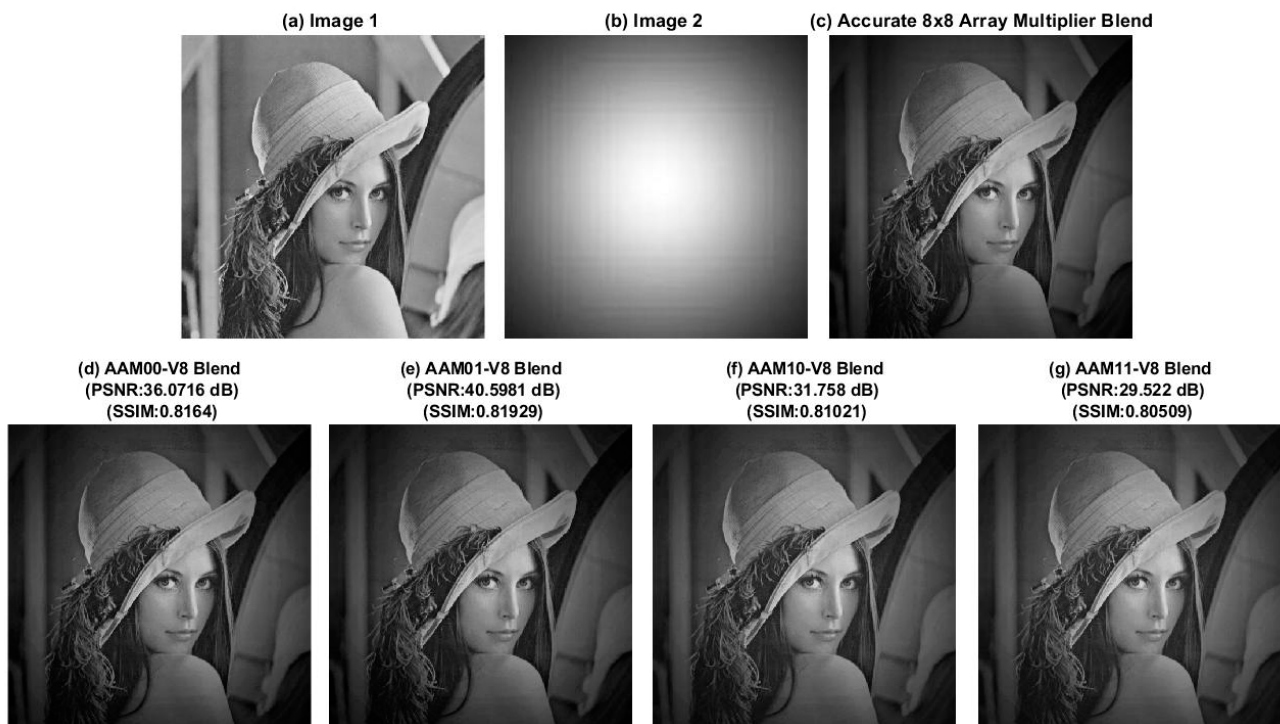 (a) Image 1
(b) Image 2
(c) Accurate 8x8 Array Multiplier Blend
(d) AAM00-V8 Blend
(PSNR:36.0716 dB)
(SSIM:0.8164)
(e) AAM01-V8 Blend
(PSNR:40.5981 dB)
(SSIM:0.81929)
(f) AAM10-V8 Blend
(PSNR:31.758 dB)
(SSIM:0.81021)
(g) AAM11-V8 Blend
(PSNR:29.522 dB)
(SSIM:0.80509)